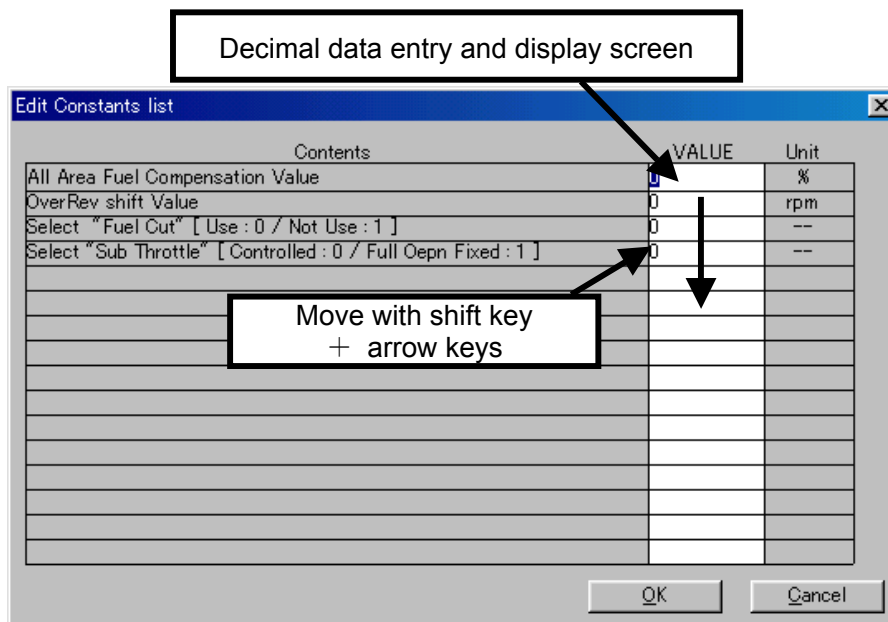 Decimal data entry and display screen
Edit Constants list
Contents VALUE Unit
All Area Fuel Compensation Value 0 %
OverRev shift Value 0 rpm
Select "Fuel Cut" [ Use : 0 / Not Use : 1 ] 0 --
Select "Sub Throttle" [ Controlled : 0 / Full Oepn Fixed : 1 ] 0 --
Move with shift key
＋ arrow keys
OK Cancel